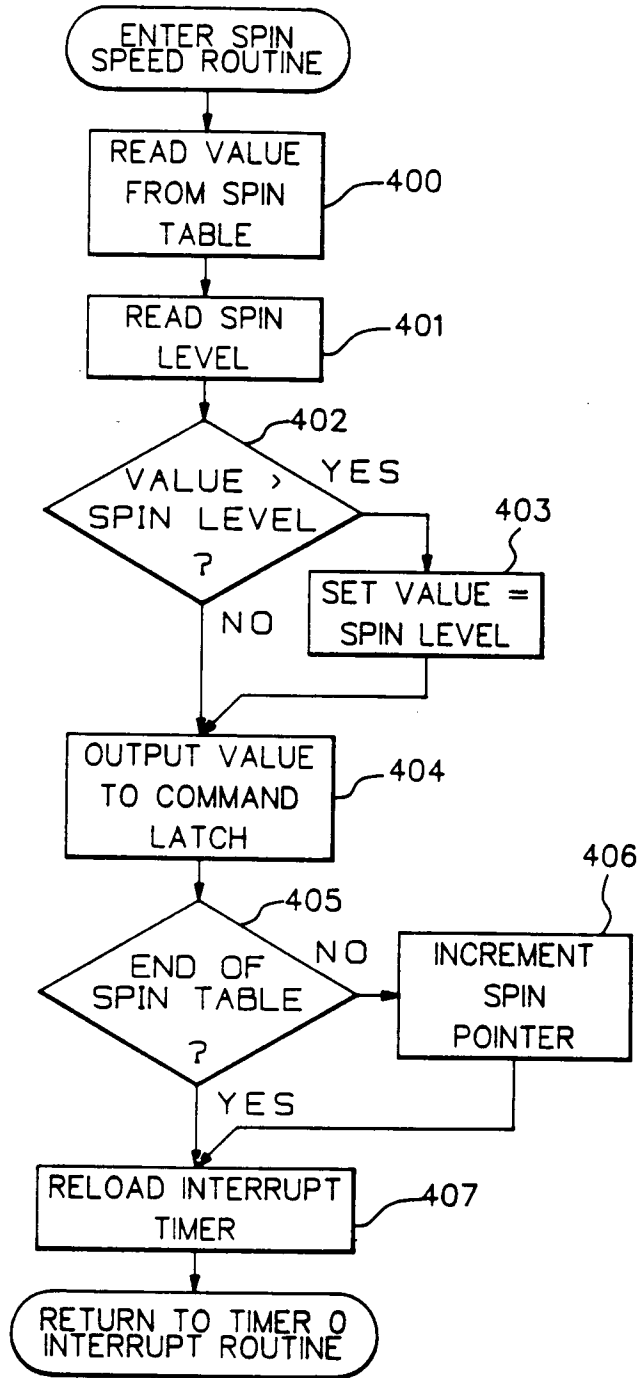 ENTER SPIN
SPEED ROUTINE
READ VALUE
FROM SPIN
TABLE
400
READ SPIN
LEVEL
401
402
VALUE >
SPIN LEVEL
?
YES
NO
403
SET VALUE =
SPIN LEVEL
OUTPUT VALUE
TO COMMAND
LATCH
404
405
END OF
SPIN TABLE
?
NO
YES
406
INCREMENT
SPIN
POINTER
RELOAD INTERRUPT
TIMER
407
RETURN TO TIMER 0
INTERRUPT ROUTINE